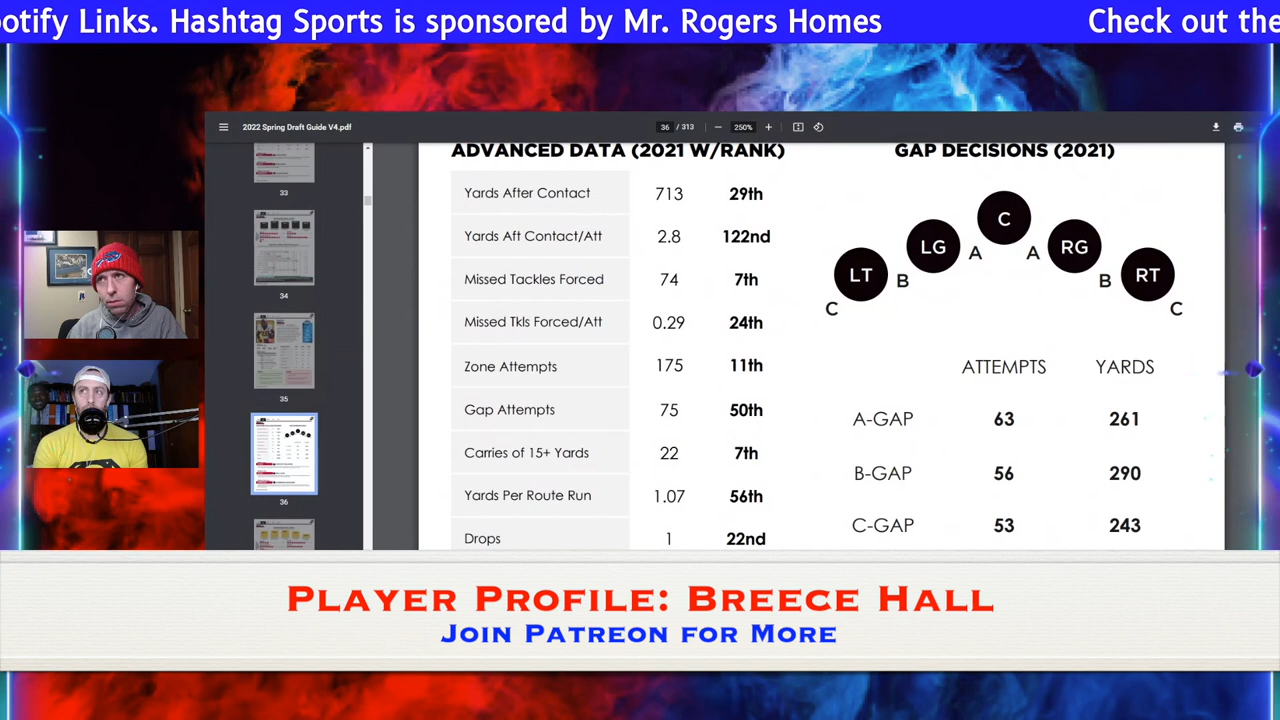 otify Links. Hashtag Sports is sponsored by Mr. Rogers Homes
Check out the
2022 Spring Draft Guide V4.pdf
36 / 313
250%
33
34
35
36
ADVANCED DATA (2021 W/RANK)
Yards After Contact 713 29th
Yards Aft Contact/Att 2.8 122nd
Missed Tackles Forced 74 7th
Missed Tkls Forced/Att 0.29 24th
Zone Attempts 175 11th
Gap Attempts 75 50th
Carries of 15+ Yards 22 7th
Yards Per Route Run 1.07 56th
Drops 1 22nd
GAP DECISIONS (2021)
C
LG A A RG
LT B B RT
C C
ATTEMPTS YARDS
A-GAP 63 261
B-GAP 56 290
C-GAP 53 243
Player Profile: Breece Hall
Join Patreon for More